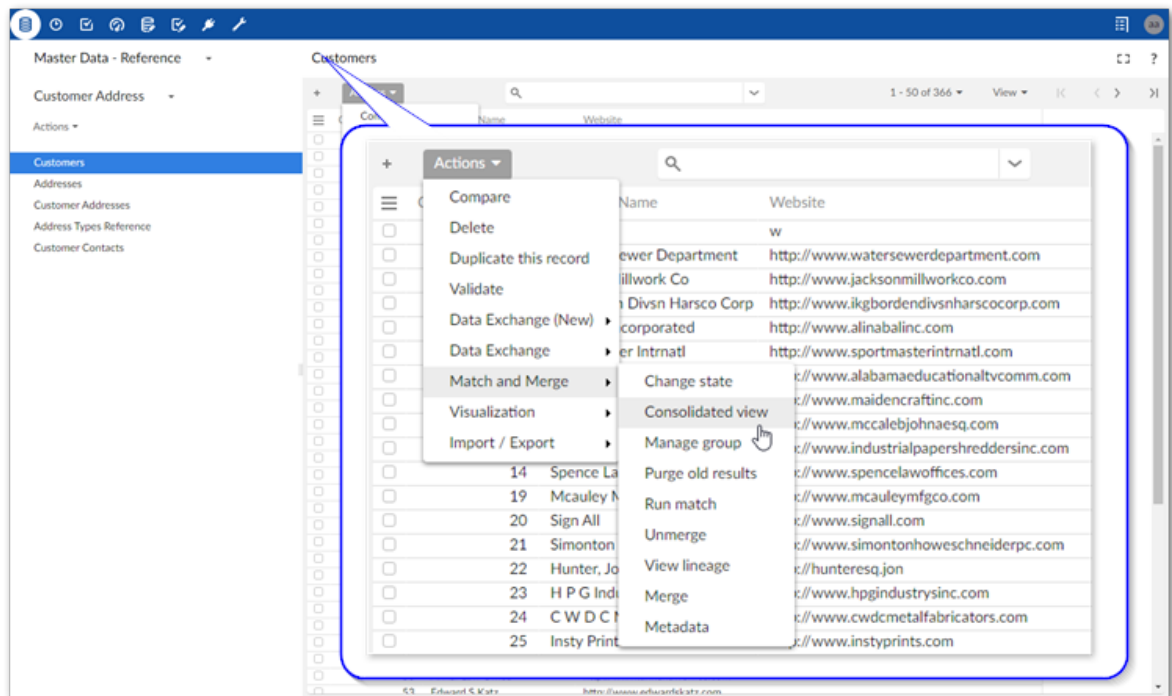 aa
Master Data - Reference
Customers
?
Customer Address
Actions
1 - 50 of 366
View
Actions
Name
Website
Customers
Addresses
Customer Addresses
Address Types Reference
Customer Contacts
+ Actions
Name Website
Compare
w
Delete
ewer Department http://www.watersewerdepartment.com
Duplicate this record
illwork Co http://www.jacksonmillworkco.com
Validate
n Divsn Harsco Corp http://www.ikgbordendivsnharscocorp.com
Data Exchange (New)
corporated http://www.alinabalinc.com
Data Exchange
er Intrnatl http://www.sportmasterintrnatl.com
Match and Merge
Change state
://www.alabamaeducationaltvcomm.com
://www.maidencraftinc.com
Visualization
Consolidated view
://www.mccalebjohnaesq.com
Import / Export
Manage group
://www.industrialpapershreddersinc.com
14 Spence La
Purge old results
://www.spencelawoffices.com
19 Mcauley M
Run match
://www.mcauleymfgco.com
20 Sign All
://www.signall.com
21 Simonton
Unmerge
://www.simontonhoweschneiderpc.com
22 Hunter, Jo
View lineage
://hunteresq.jon
23 H P G Indu
Merge
://www.hpgindustrysinc.com
24 C W D C M
://www.cwdcmetalfabricators.com
25 Insty Print
Metadata
://www.instyprints.com
53 Edward S Katz http://www.edwardskatz.com